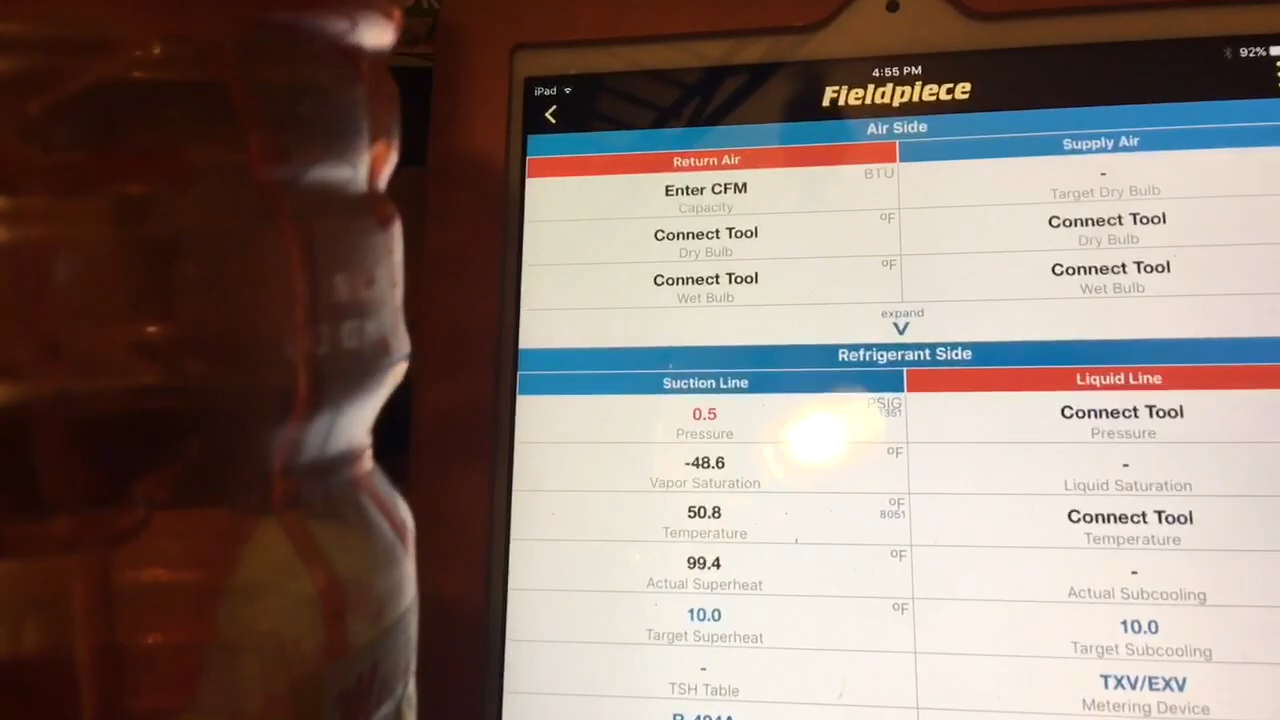 4:55 PM
92%
iPad
Fieldpiece
Air Side
Return Air
Supply Air
Enter CFM
BTU
-
Capacity
Target Dry Bulb
Connect Tool
°F
Connect Tool
Dry Bulb
Dry Bulb
Connect Tool
°F
Connect Tool
Wet Bulb
Wet Bulb
expand
Refrigerant Side
Suction Line
Liquid Line
0.5
PSIG
1361
Connect Tool
Pressure
Pressure
-48.6
°F
-
Vapor Saturation
Liquid Saturation
50.8
°F
8051
Connect Tool
Temperature
Temperature
99.4
°F
-
Actual Superheat
Actual Subcooling
10.0
°F
10.0
Target Superheat
Target Subcooling
-
TXV/EXV
TSH Table
Metering Device
R-404A